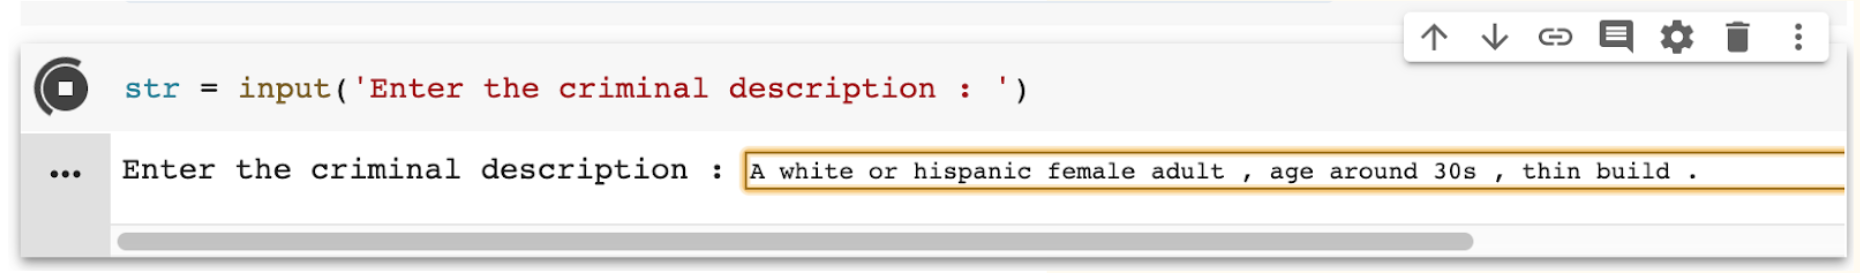 str = input('Enter the criminal description : ')
Enter the criminal description : A white or hispanic female adult , age around 30s , thin build .